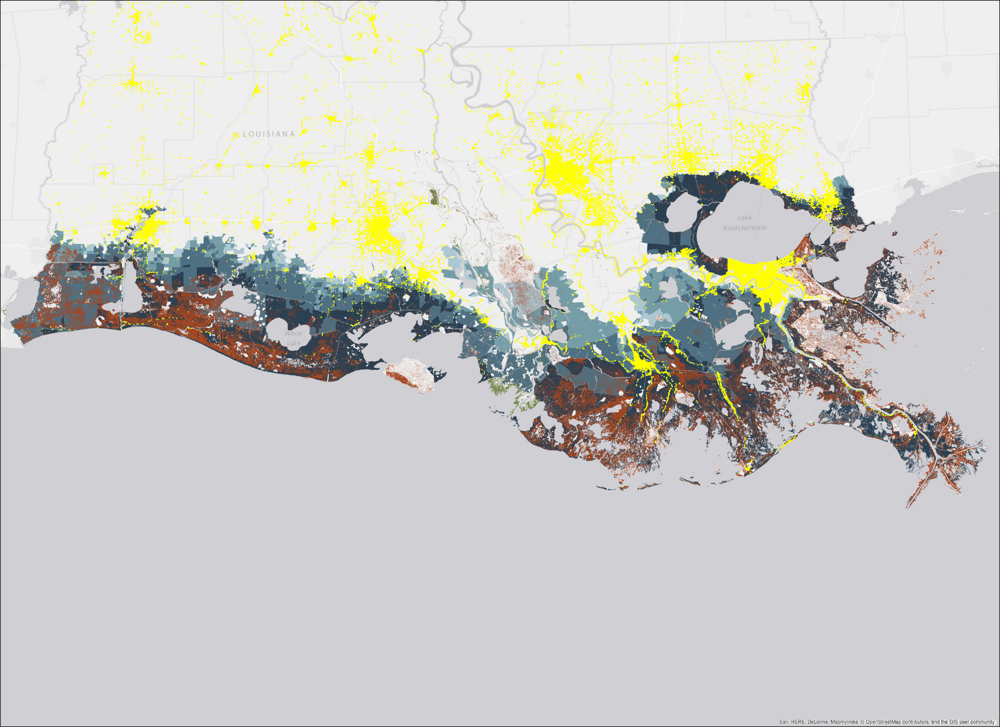 LOUISIANA
Lake
Pontchartrain
White
Lake
Esri, HERE, DeLorme, MapmyIndia, © OpenStreetMap contributors, and the GIS user community